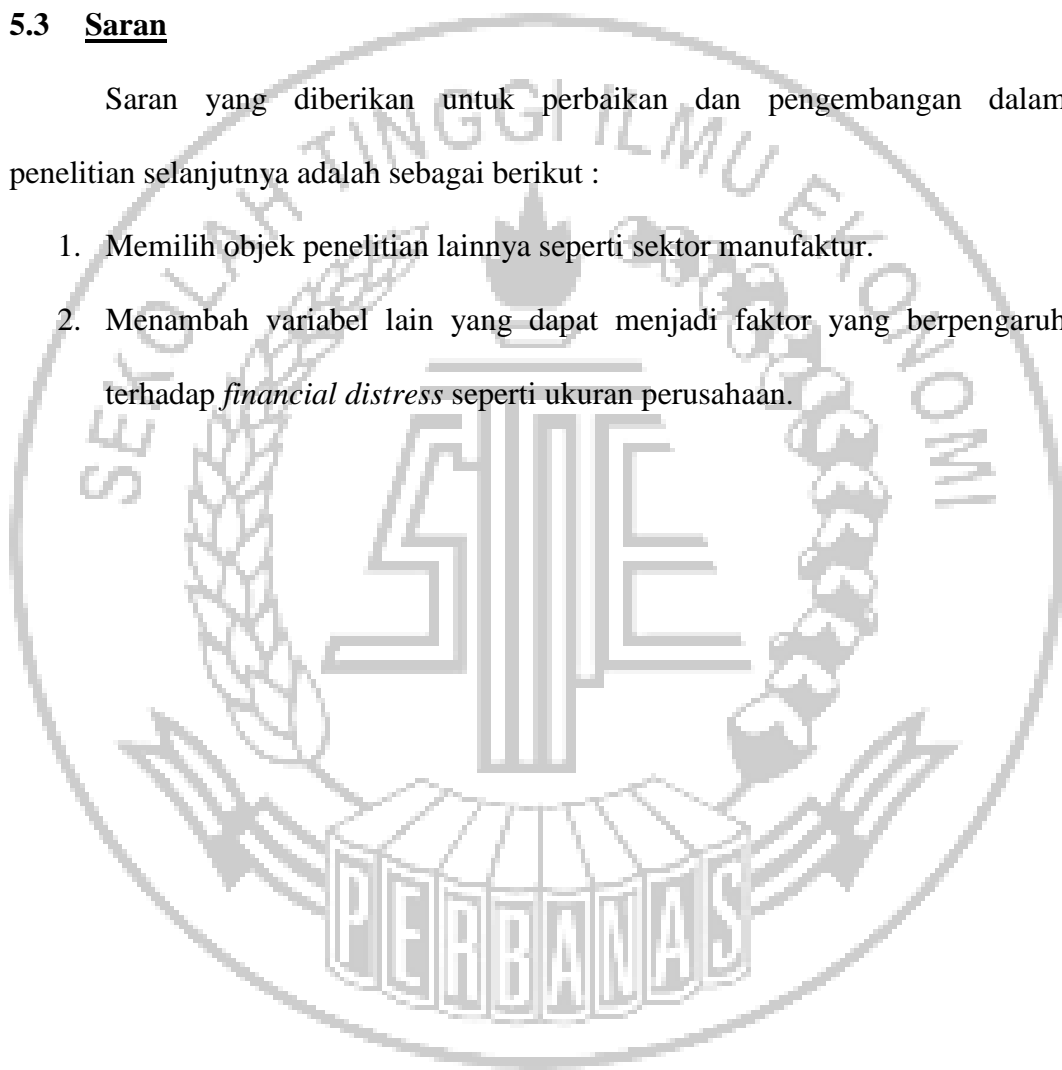 5.3 Saran
Saran yang diberikan untuk perbaikan dan pengembangan dalam
penelitian selanjutnya adalah sebagai berikut :
1. Memilih objek penelitian lainnya seperti sektor manufaktur.
2. Menambah variabel lain yang dapat menjadi faktor yang berpengaruh
terhadap financial distress seperti ukuran perusahaan.
SEKOLAH TINGGI ILMU EKONOMI
STIE
PERBANAS